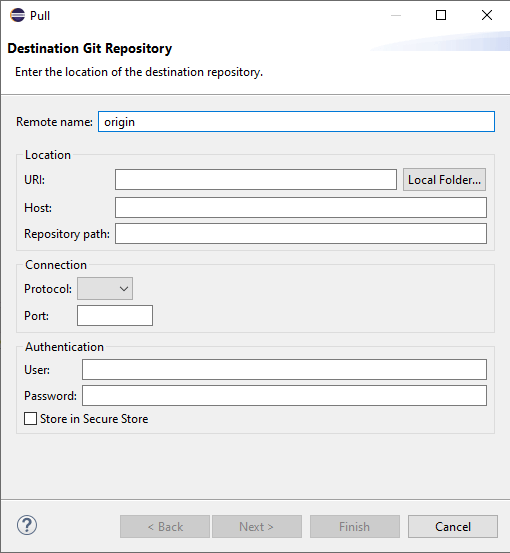 Pull
Destination Git Repository
Enter the location of the destination repository.
Remote name: origin
Location
URI: Local Folder...
Host:
Repository path:
Connection
Protocol:
Port:
Authentication
User:
Password:
Store in Secure Store
? < Back Next > Finish Cancel